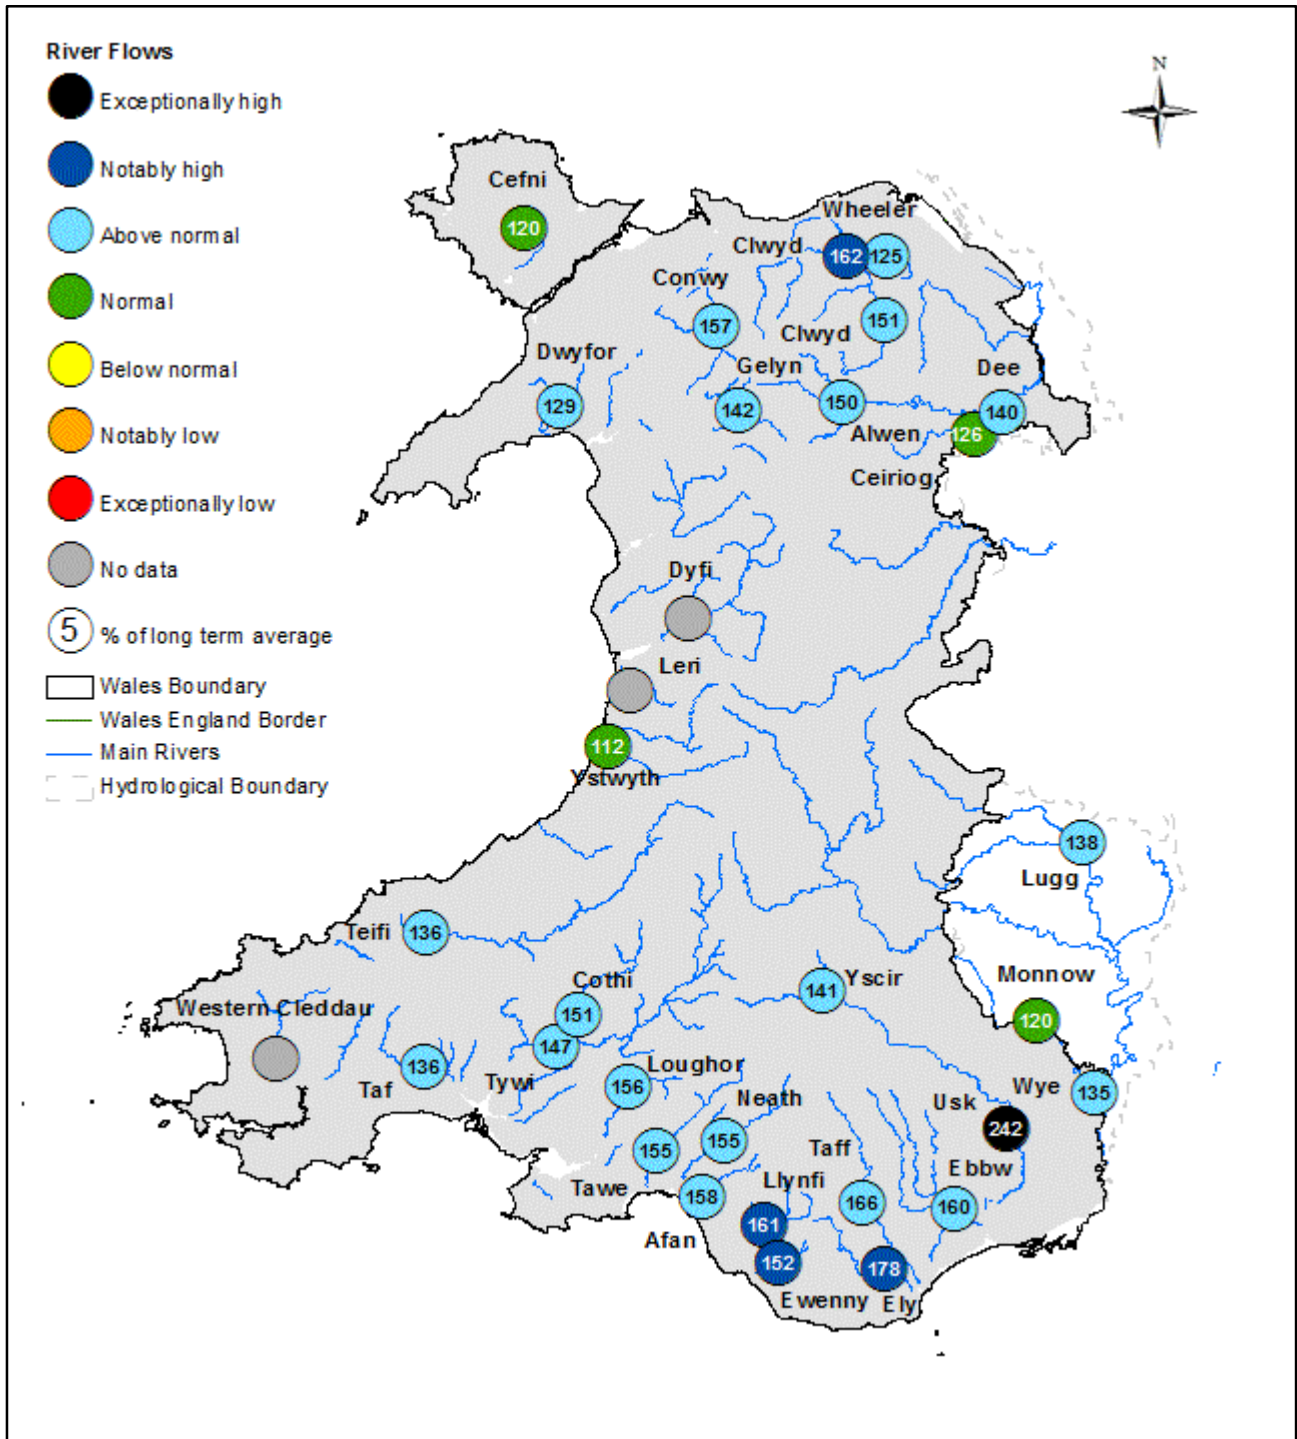 River Flows
Exceptionally high
Notably high
Above normal
Normal
Below normal
Notably low
Exceptionally low
No data
5 % of long term average
Wales Boundary
Wales England Border
Main Rivers
Hydrological Boundary
N
Cefni
120
Wheeler
Clwyd
162 125
Conwy
157
Clwyd
151
Dwyfor
129
Gelyn
142
150
Alwen
Dee
140
126
Ceiriog
Dyfi
Leri
112
Ystwyth
138
Lugg
Teifi 136
Cothi
151
147
Tywi
141 Yscir
Monnow
120
Western Cleddau
136
Taf
Loughor
156
Neath
155
155
Tawe
Wye 135
Usk
242
Ebbw
160
Taff
166
Llynfi
158
Afan
161
152
Ewenny
178
Ely